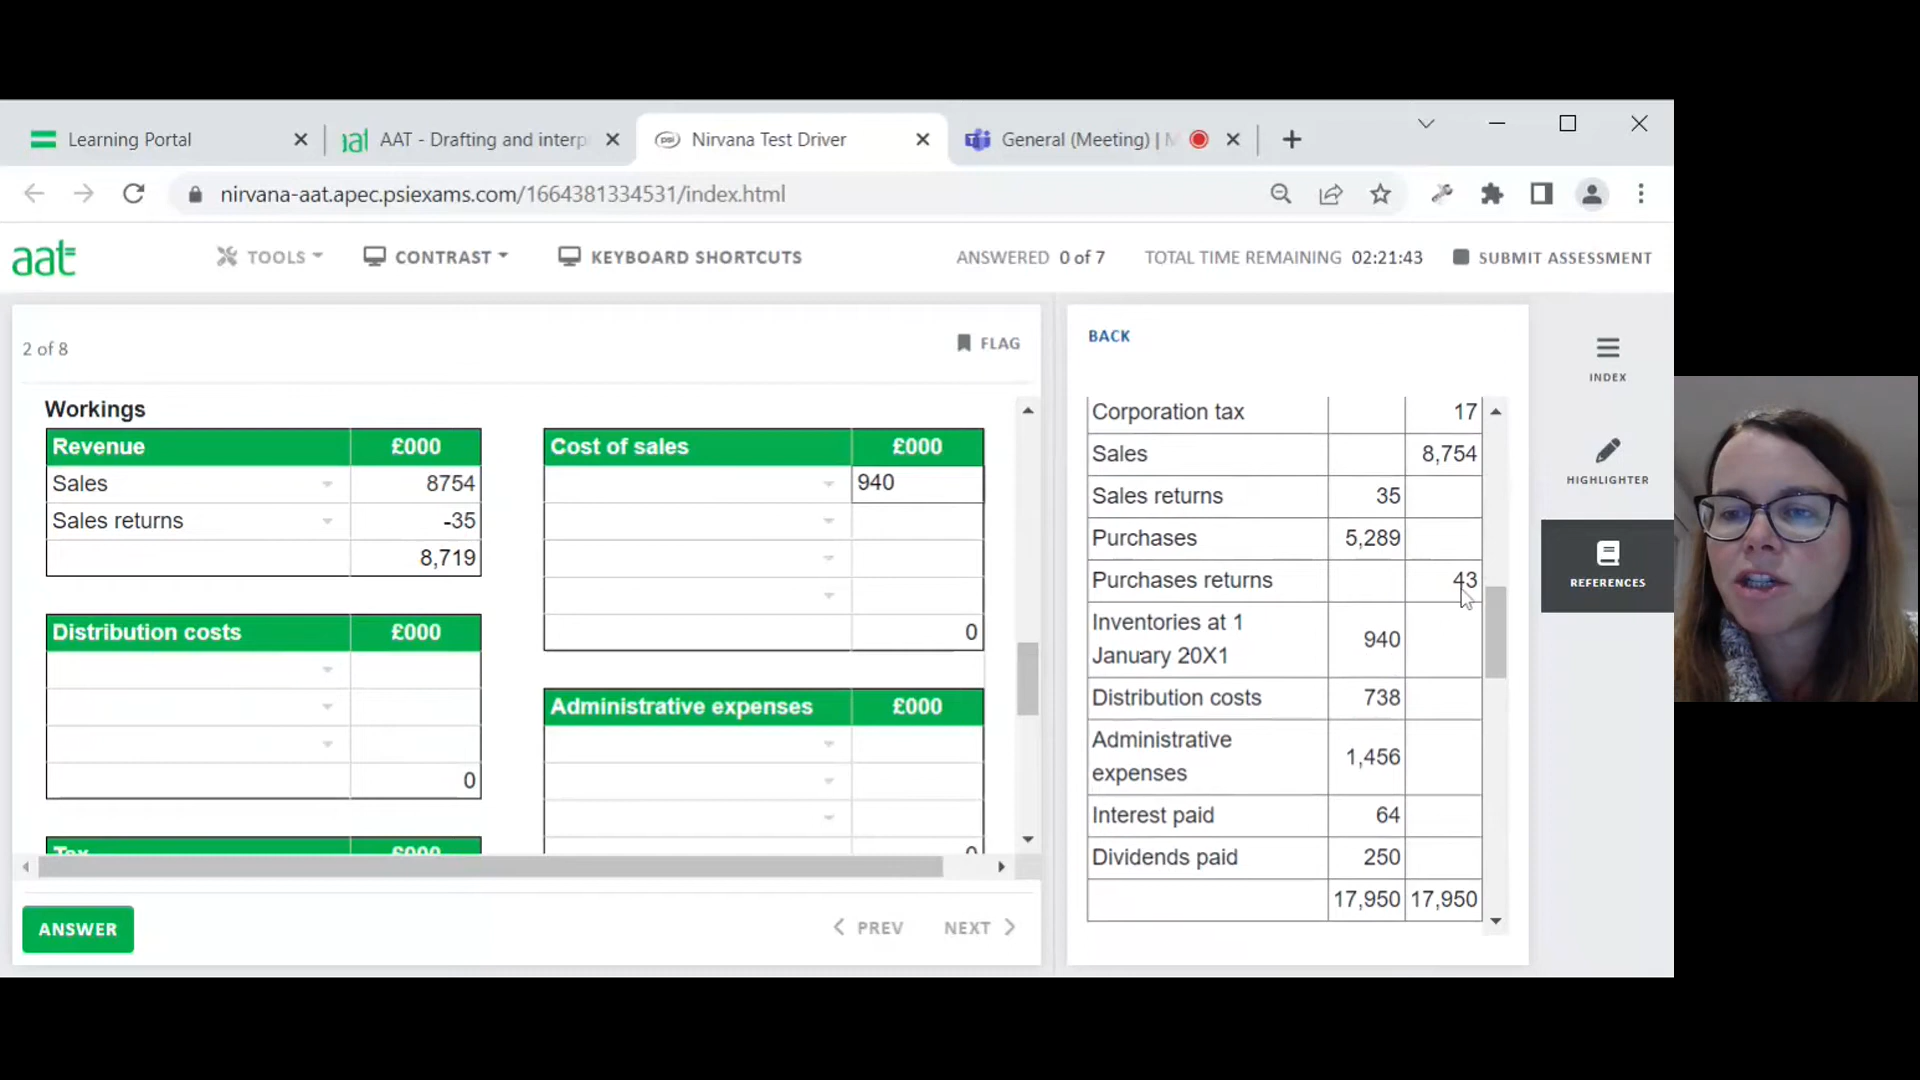 Learning Portal
AAT - Drafting and interp
psi
Nirvana Test Driver
General (Meeting) |
nirvana-aat.apec.psiexams.com/1664381334531/index.html
aat
TOOLS
CONTRAST
KEYBOARD SHORTCUTS
ANSWERED 0 of 7
TOTAL TIME REMAINING 02:21:43
SUBMIT ASSESSMENT
2 of 8
FLAG
Workings
Revenue £000
Sales 8754
Sales returns -35
8,719
Distribution costs £000
0
Tax £000
Cost of sales £000
940
0
Administrative expenses £000
0
ANSWER
PREV
NEXT
BACK
Corporation tax 17
Sales 8,754
Sales returns 35
Purchases 5,289
Purchases returns 43
Inventories at 1
January 20X1 940
Distribution costs 738
Administrative
expenses 1,456
Interest paid 64
Dividends paid 250
17,950 17,950
INDEX
HIGHLIGHTER
REFERENCES